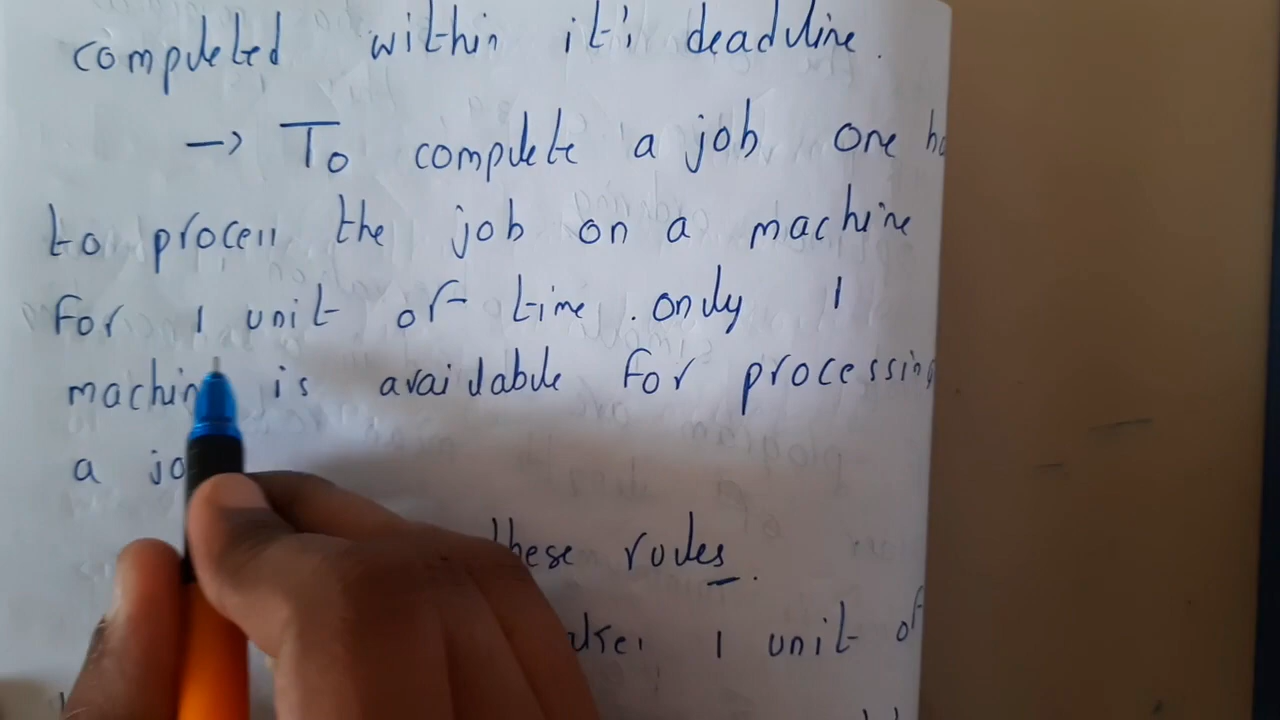 completed within it's deadline.
→ To complete a job one
to process the job on a machine
for 1 unit of time. only 1
machine is available for processing
a
these rules.
1 unit of